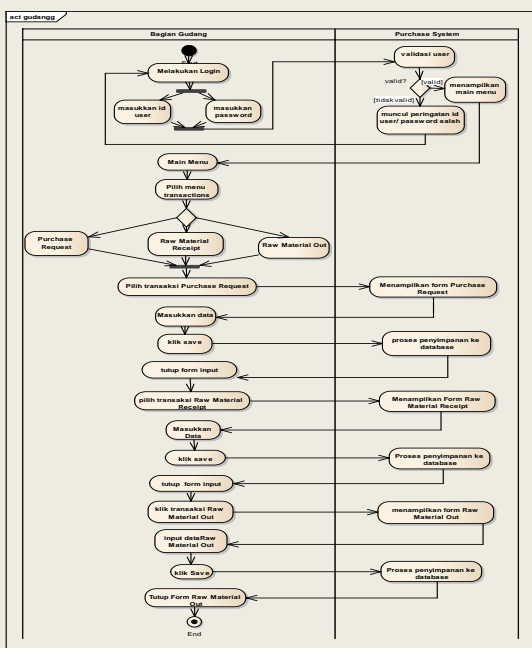 act gudangg
Bagian Gudang
Purchase System
Melakukan Login
validasi user
valid?
[valid]
menampilkan
main menu
masukkan id
user
masukkan
password
[tidak valid]
muncul peringatan id
user/ password salah
Main Menu
Pilih menu
transactions
Purchase
Request
Raw Material
Receipt
Raw Material Out
Pilih transaksi Purchase Request
Menampilkan form Purchase
Request
Masukkan data
klik save
proses penyimpanan ke
database
tutup form input
pilih transaksi Raw Material
Receipt
Menampilkan Form Raw
Material Receipt
Masukkan
Data
klik save
Proses penyimpanan ke
database
tutup form input
klik transaksi Raw
Material Out
menampilkan form Raw
Material Out
input dataRaw
Material Out
klik Save
Proses penyimpanan ke
database
Tutup Form Raw Material
Out
End